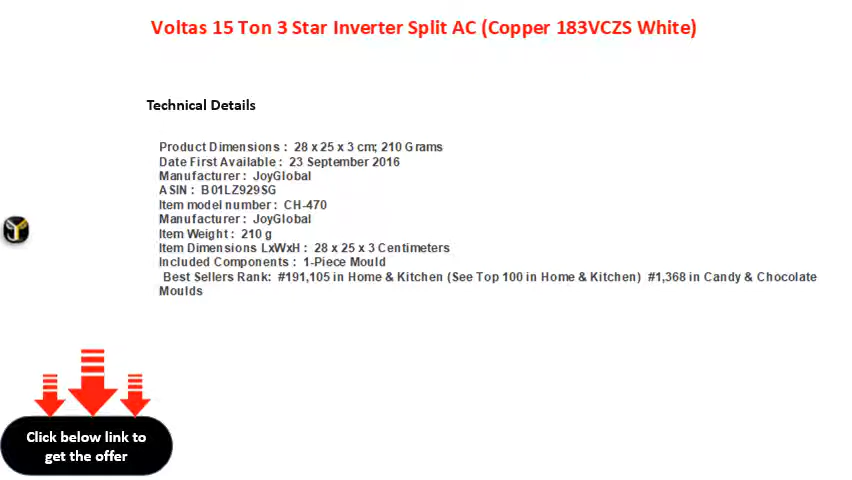 Voltas 15 Ton 3 Star Inverter Split AC (Copper 183VCZS White)
Technical Details
Product Dimensions : 28 x 25 x 3 cm; 210 Grams
Date First Available : 23 September 2016
Manufacturer : JoyGlobal
ASIN : B01LZ929SG
Item model number : CH-470
Manufacturer : JoyGlobal
Item Weight : 210 g
Item Dimensions LxWxH : 28 x 25 x 3 Centimeters
Included Components : 1-Piece Mould
Best Sellers Rank: #191,105 in Home & Kitchen (See Top 100 in Home & Kitchen) #1,368 in Candy & Chocolate
Moulds
Click below link to
get the offer